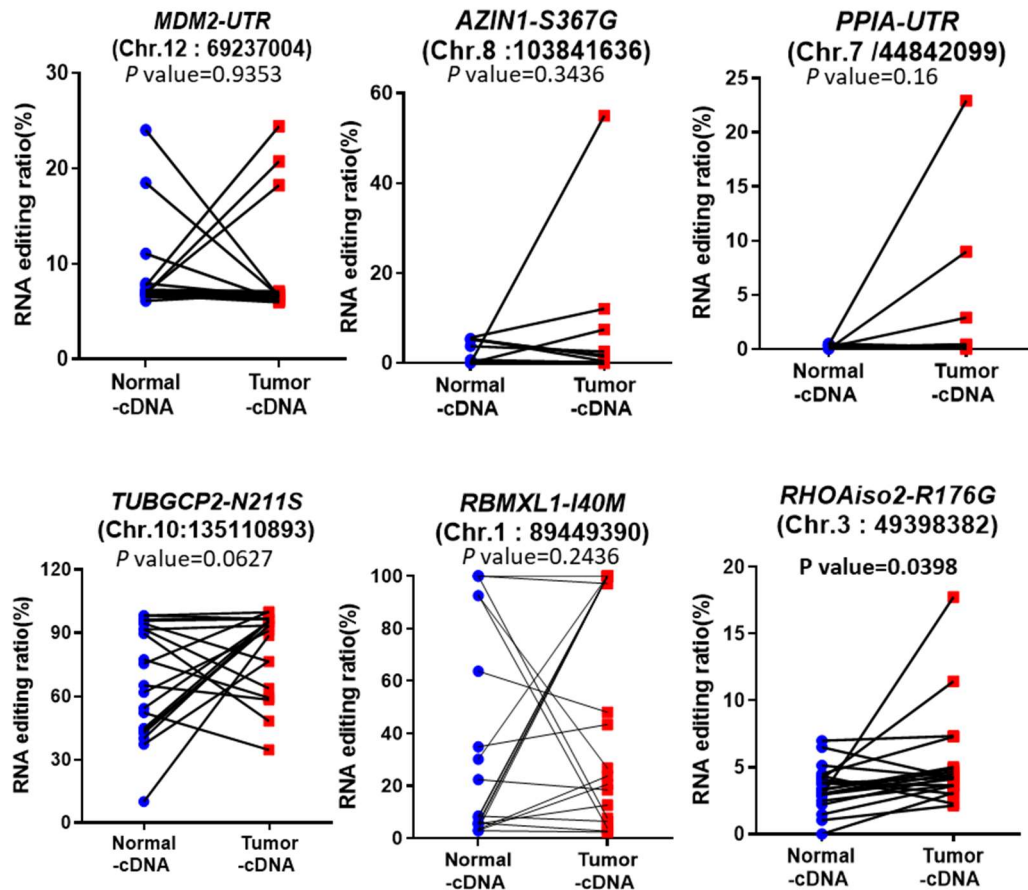 MDM2-UTR
(Chr.12 : 69237004)
P value=0.9353
RNA editing ratio(%)
30
20
10
0
Normal
-cDNA
Tumor
-cDNA
AZIN1-S367G
(Chr.8 :103841636)
P value=0.3436
RNA editing ratio(%)
60
40
20
0
Normal
-cDNA
Tumor
-cDNA
PPIA-UTR
(Chr.7 /44842099)
P value=0.16
RNA editing ratio(%)
25
20
15
10
5
0
Normal
-cDNA
Tumor
-cDNA
TUBGCP2-N211S
(Chr.10:135110893)
P value=0.0627
RNA editing ratio(%)
120
90
60
30
0
Normal
-cDNA
Tumor
-cDNA
RBMXL1-I40M
(Chr.1 : 89449390)
P value=0.2436
RNA editing ratio(%)
100
80
60
40
20
0
Normal
-cDNA
Tumor
-cDNA
RHOAiso2-R176G
(Chr.3 : 49398382)
P value=0.0398
RNA editing ratio(%)
20
15
10
5
0
Normal
-cDNA
Tumor
-cDNA